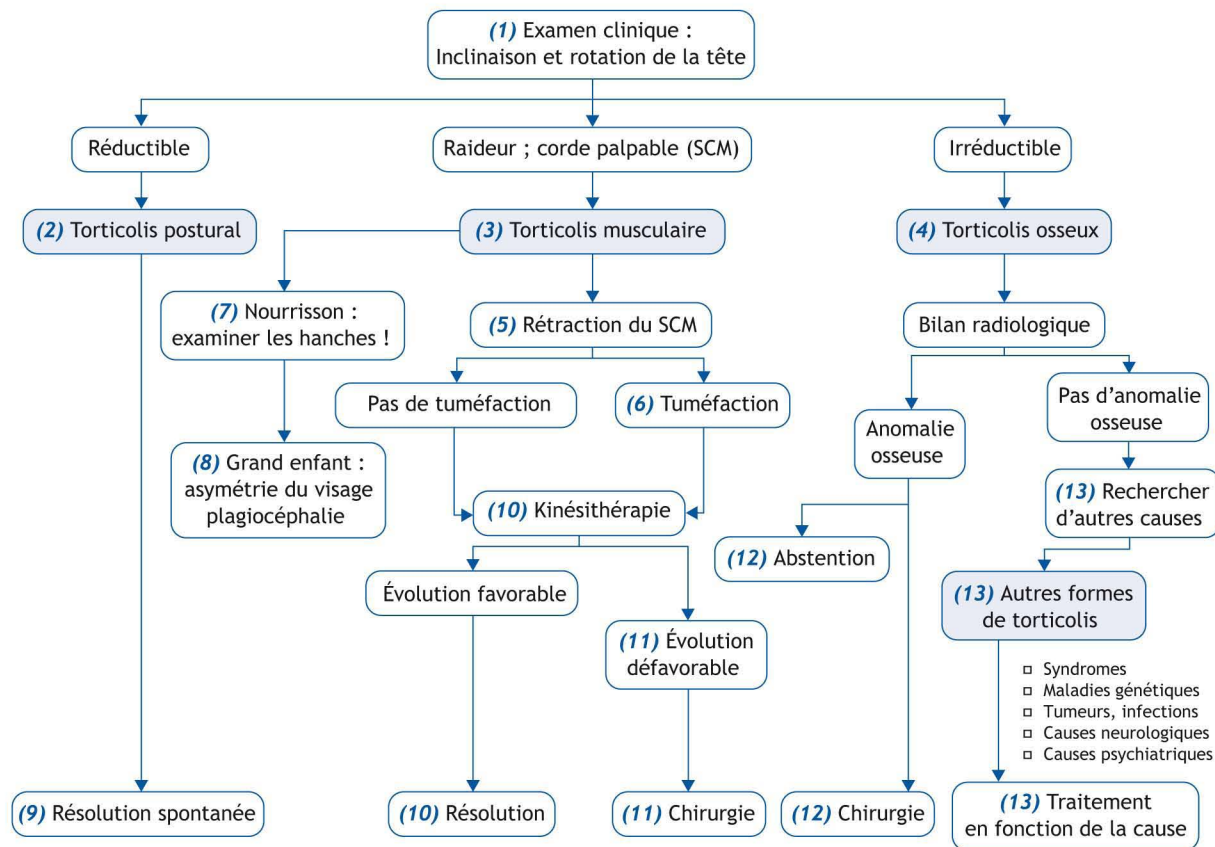 (1) Examen clinique :
Inclinaison et rotation de la tête
Réductible
Raideur ; corde palpable (SCM)
Irréductible
(2) Torticolis postural
(3) Torticolis musculaire
(4) Torticolis osseux
(7) Nourrisson :
examiner les hanches !
(5) Rétraction du SCM
Bilan radiologique
Pas de tuméfaction
(6) Tuméfaction
Anomalie
osseuse
Pas d’anomalie
osseuse
(8) Grand enfant :
asymétrie du visage
plagiocéphalie
(10) Kinésithérapie
(13) Rechercher
d’autres causes
(12) Abstention
Évolution favorable
(11) Évolution
défavorable
(13) Autres formes
de torticolis
Syndromes
Maladies génétiques
Tumeurs, infections
Causes neurologiques
Causes psychiatriques
(9) Résolution spontanée
(10) Résolution
(11) Chirurgie
(12) Chirurgie
(13) Traitement
en fonction de la cause